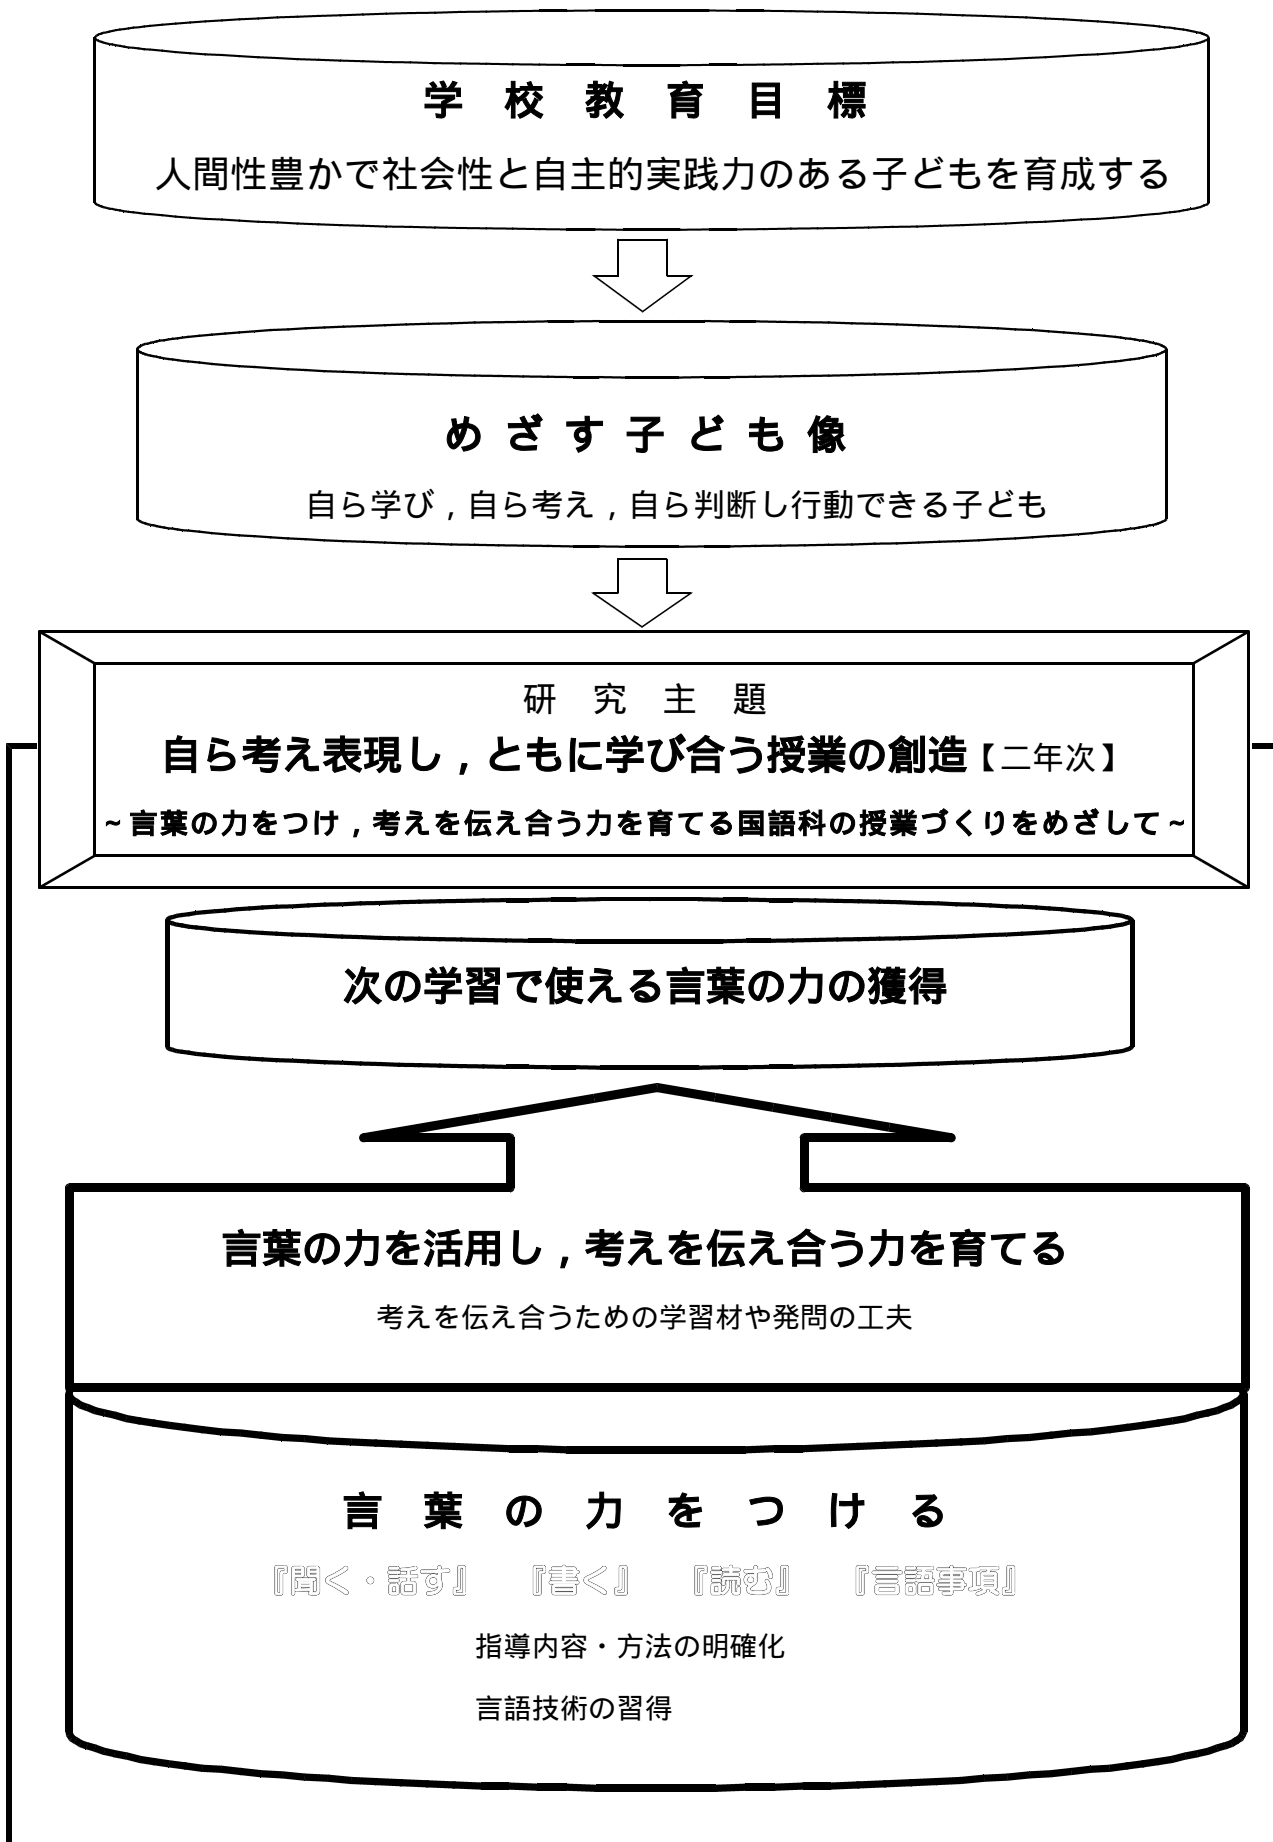 学 校 教 育 目 標
人間性豊かで社会性と自主的実践力のある子どもを育成する
め ざ す 子 ど も 像
自ら学び，自ら考え，自ら判断し行動できる子ども
研 究 主 題
自ら考え表現し，ともに学び合う授業の創造【二年次】
~言葉の力をつけ，考えを伝え合う力を育てる国語科の授業づくりをめざして~
次の学習で使える言葉の力の獲得
言葉の力を活用し，考えを伝え合う力を育てる
考えを伝え合うための学習材や発問の工夫
言 葉 の 力 を つ け る
『聞く・話す』 『書く』 『読む』 『言語事項』
指導内容・方法の明確化
言語技術の習得